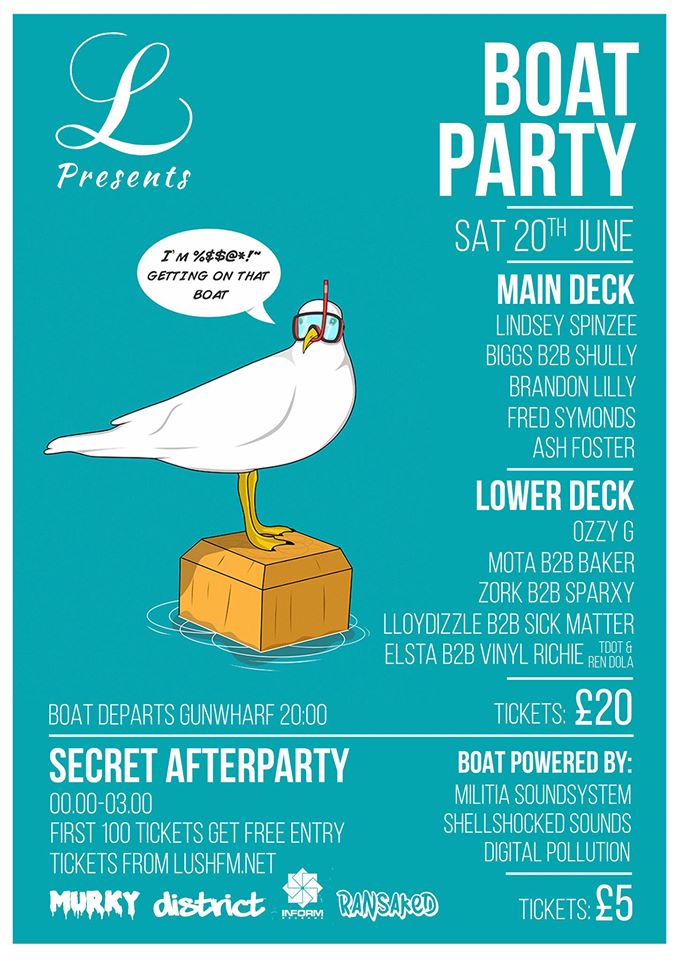 L
Presents
BOAT
PARTY
SAT 20TH JUNE
I'M %$$@*!~
GETTING ON THAT
BOAT
MAIN DECK
LINDSEY SPINZEE
BIGGS B2B SHULLY
BRANDON LILLY
FRED SYMONDS
ASH FOSTER
LOWER DECK
OZZY G
MOTA B2B BAKER
ZORK B2B SPARXY
LLOYDIZZLE B2B SICK MATTER
ELSTA B2B VINYL RICHIE TDOT &
REN DOLA
BOAT DEPARTS GUNWHARF 20:00
TICKETS: £20
SECRET AFTERPARTY
00.00-03.00
FIRST 100 TICKETS GET FREE ENTRY
TICKETS FROM LUSHFM.NET
BOAT POWERED BY:
MILITIA SOUNDSYSTEM
SHELLSHOCKED SOUNDS
DIGITAL POLLUTION
TICKETS: £5
MURKY
district
INFORM
RANSAKED